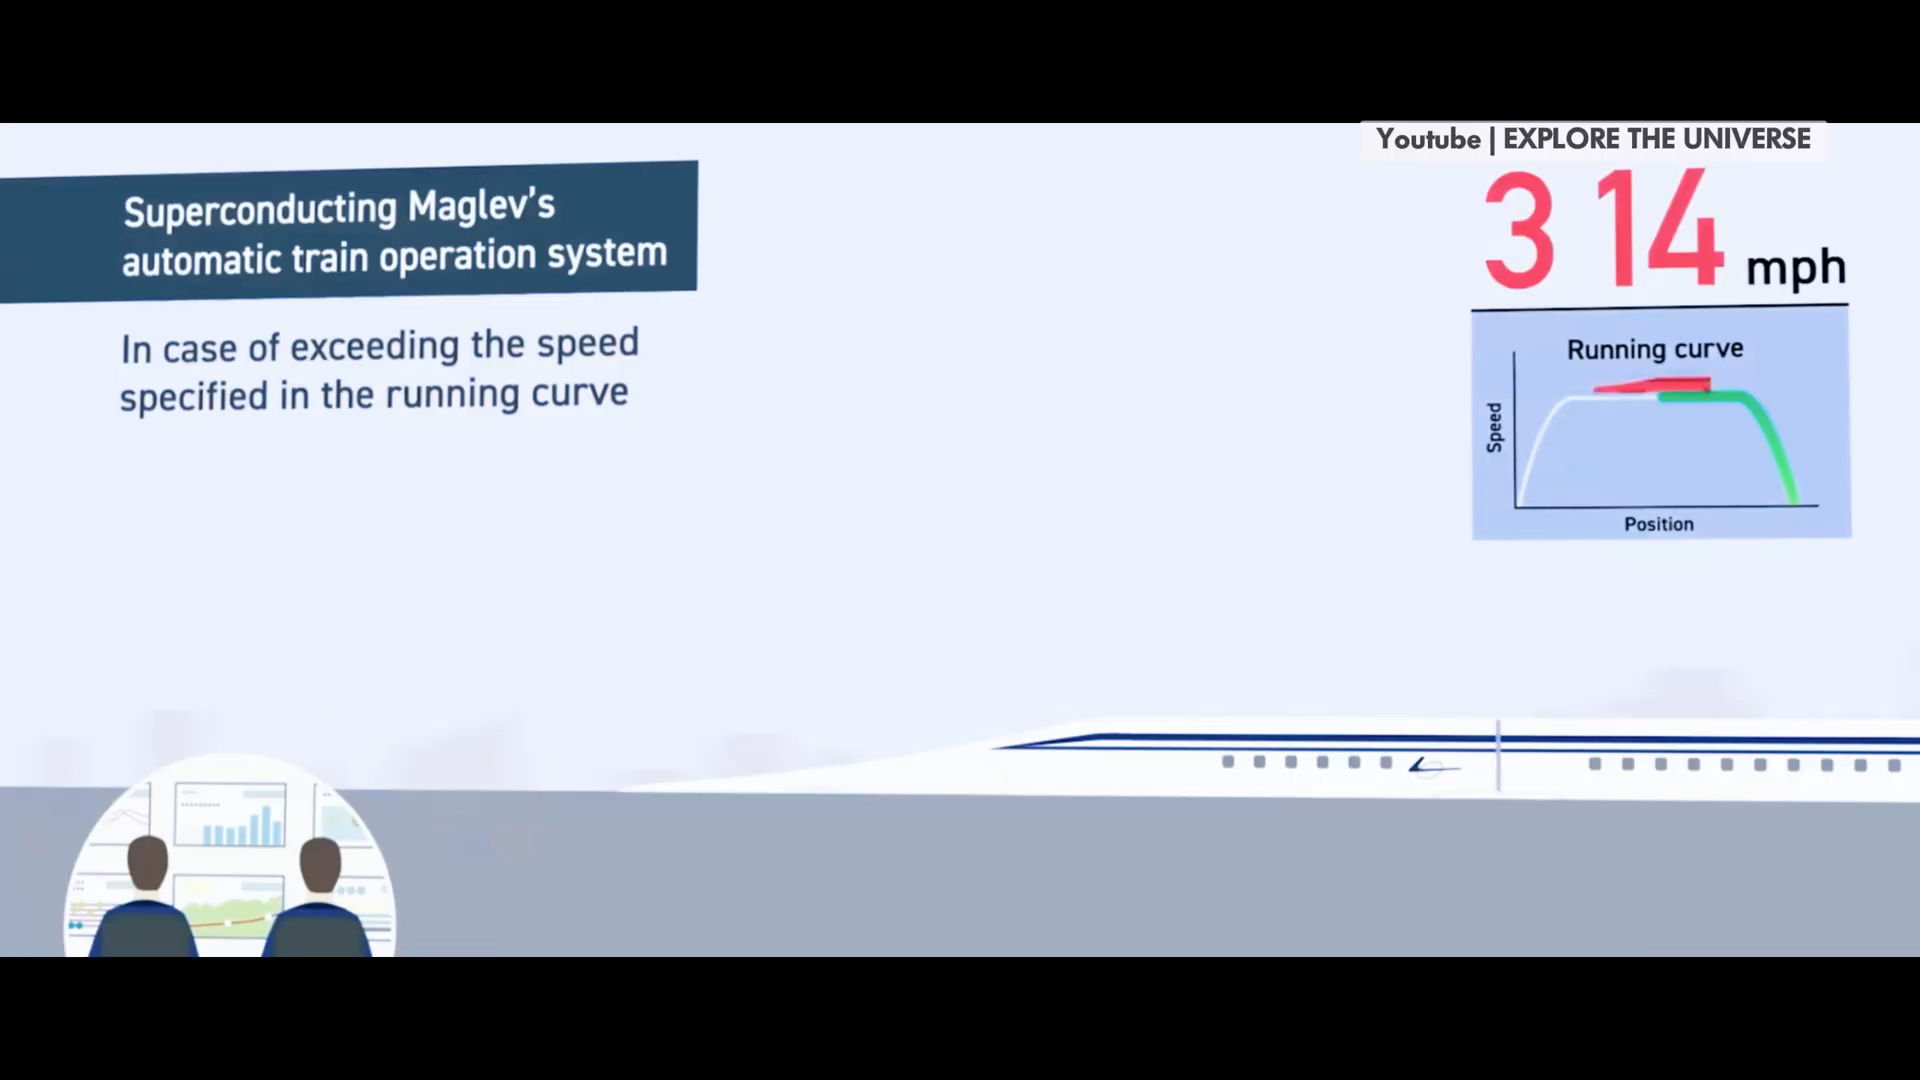 Youtube | EXPLORE THE UNIVERSE
Superconducting Maglev's
automatic train operation system
In case of exceeding the speed
specified in the running curve
314 mph
Running curve
Speed
Position